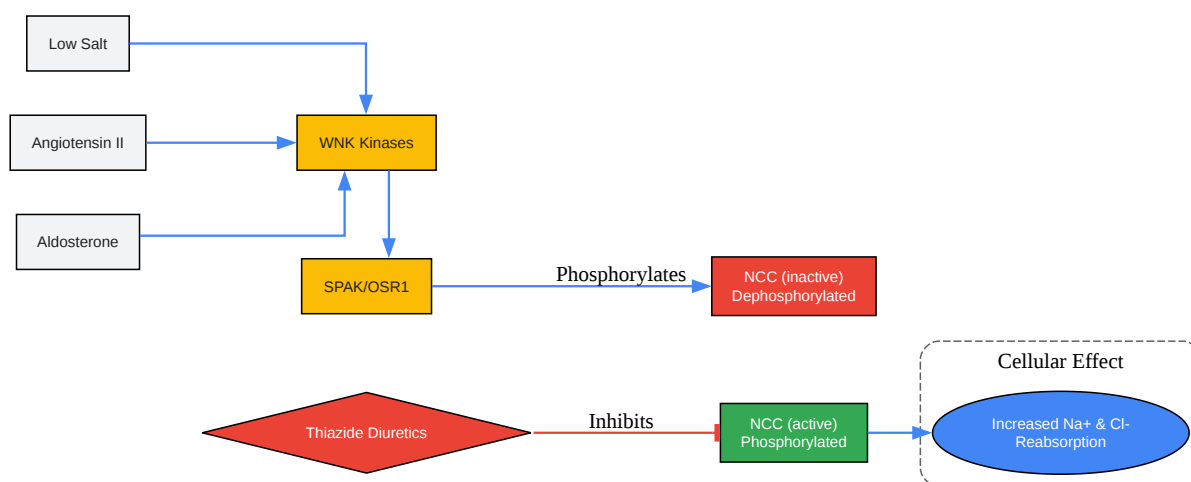 Low Salt
Angiotensin II
WNK Kinases
Aldosterone
SPAK/OSR1
Phosphorylates
NCC (inactive)
Dephosphorylated
Cellular Effect
Thiazide Diuretics
Inhibits
NCC (active)
Phosphorylated
Increased Na+ & Cl-
Reabsorption